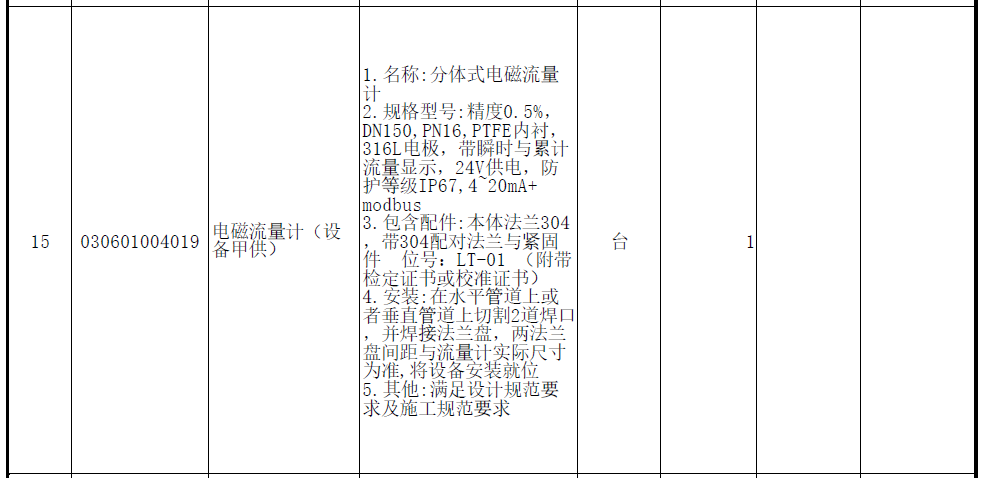 15
030601004019
电磁流量计（设
备甲供）
1.名称:分体式电磁流量
计
2.规格型号:精度0.5%，
DN150,PN16,PTFE内衬，
316L电极，带瞬时与累计
流量显示，24V供电，防
护等级IP67,4~20mA+
modbus
3.包含配件:本体法兰304
，带304配对法兰与紧固
件 位号：LT-01 （附带
检定证书或校准证书）
4.安装:在水平管道上或
者垂直管道上切割2道焊口
，并焊接法兰盘，两法兰
盘间距与流量计实际尺寸
为准,将设备安装就位
5.其他:满足设计规范要
求及施工规范要求
台
1